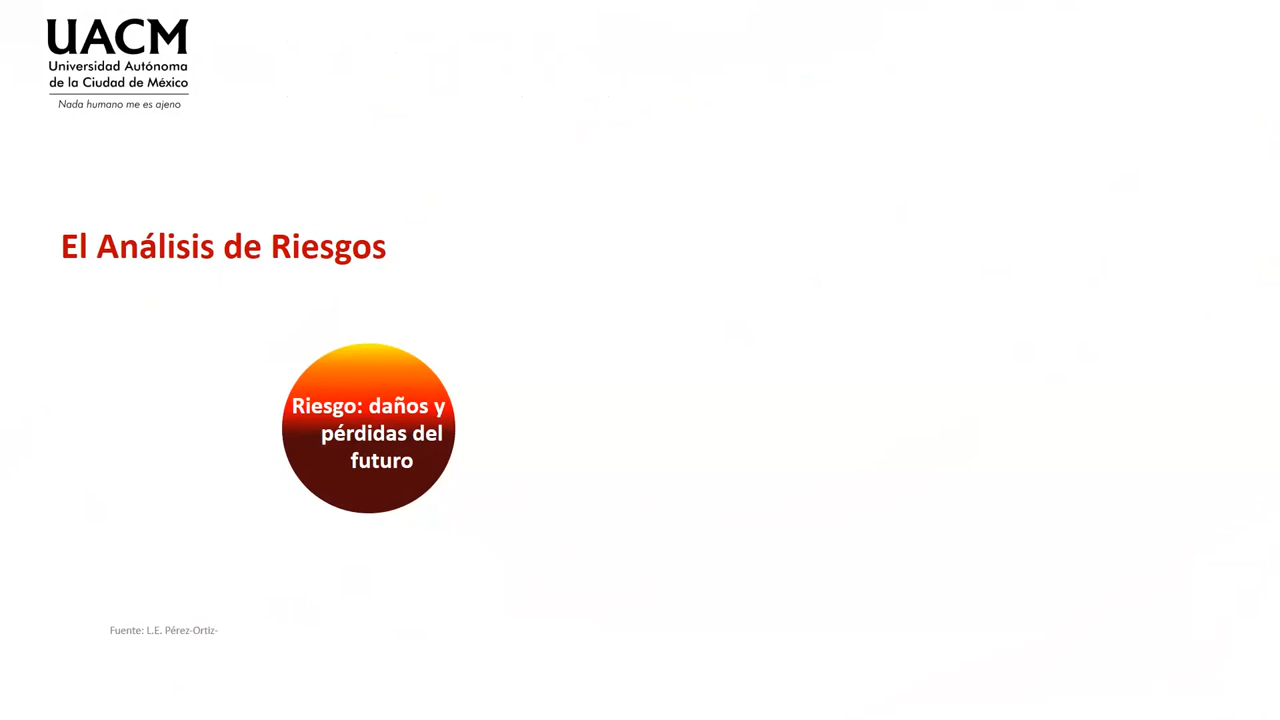 UACM
Universidad Autónoma
de la Ciudad de México
Nada humano me es ajeno
El Análisis de Riesgos
Riesgo: daños y
pérdidas del
futuro
Fuente: L.E. Pérez-Ortiz-